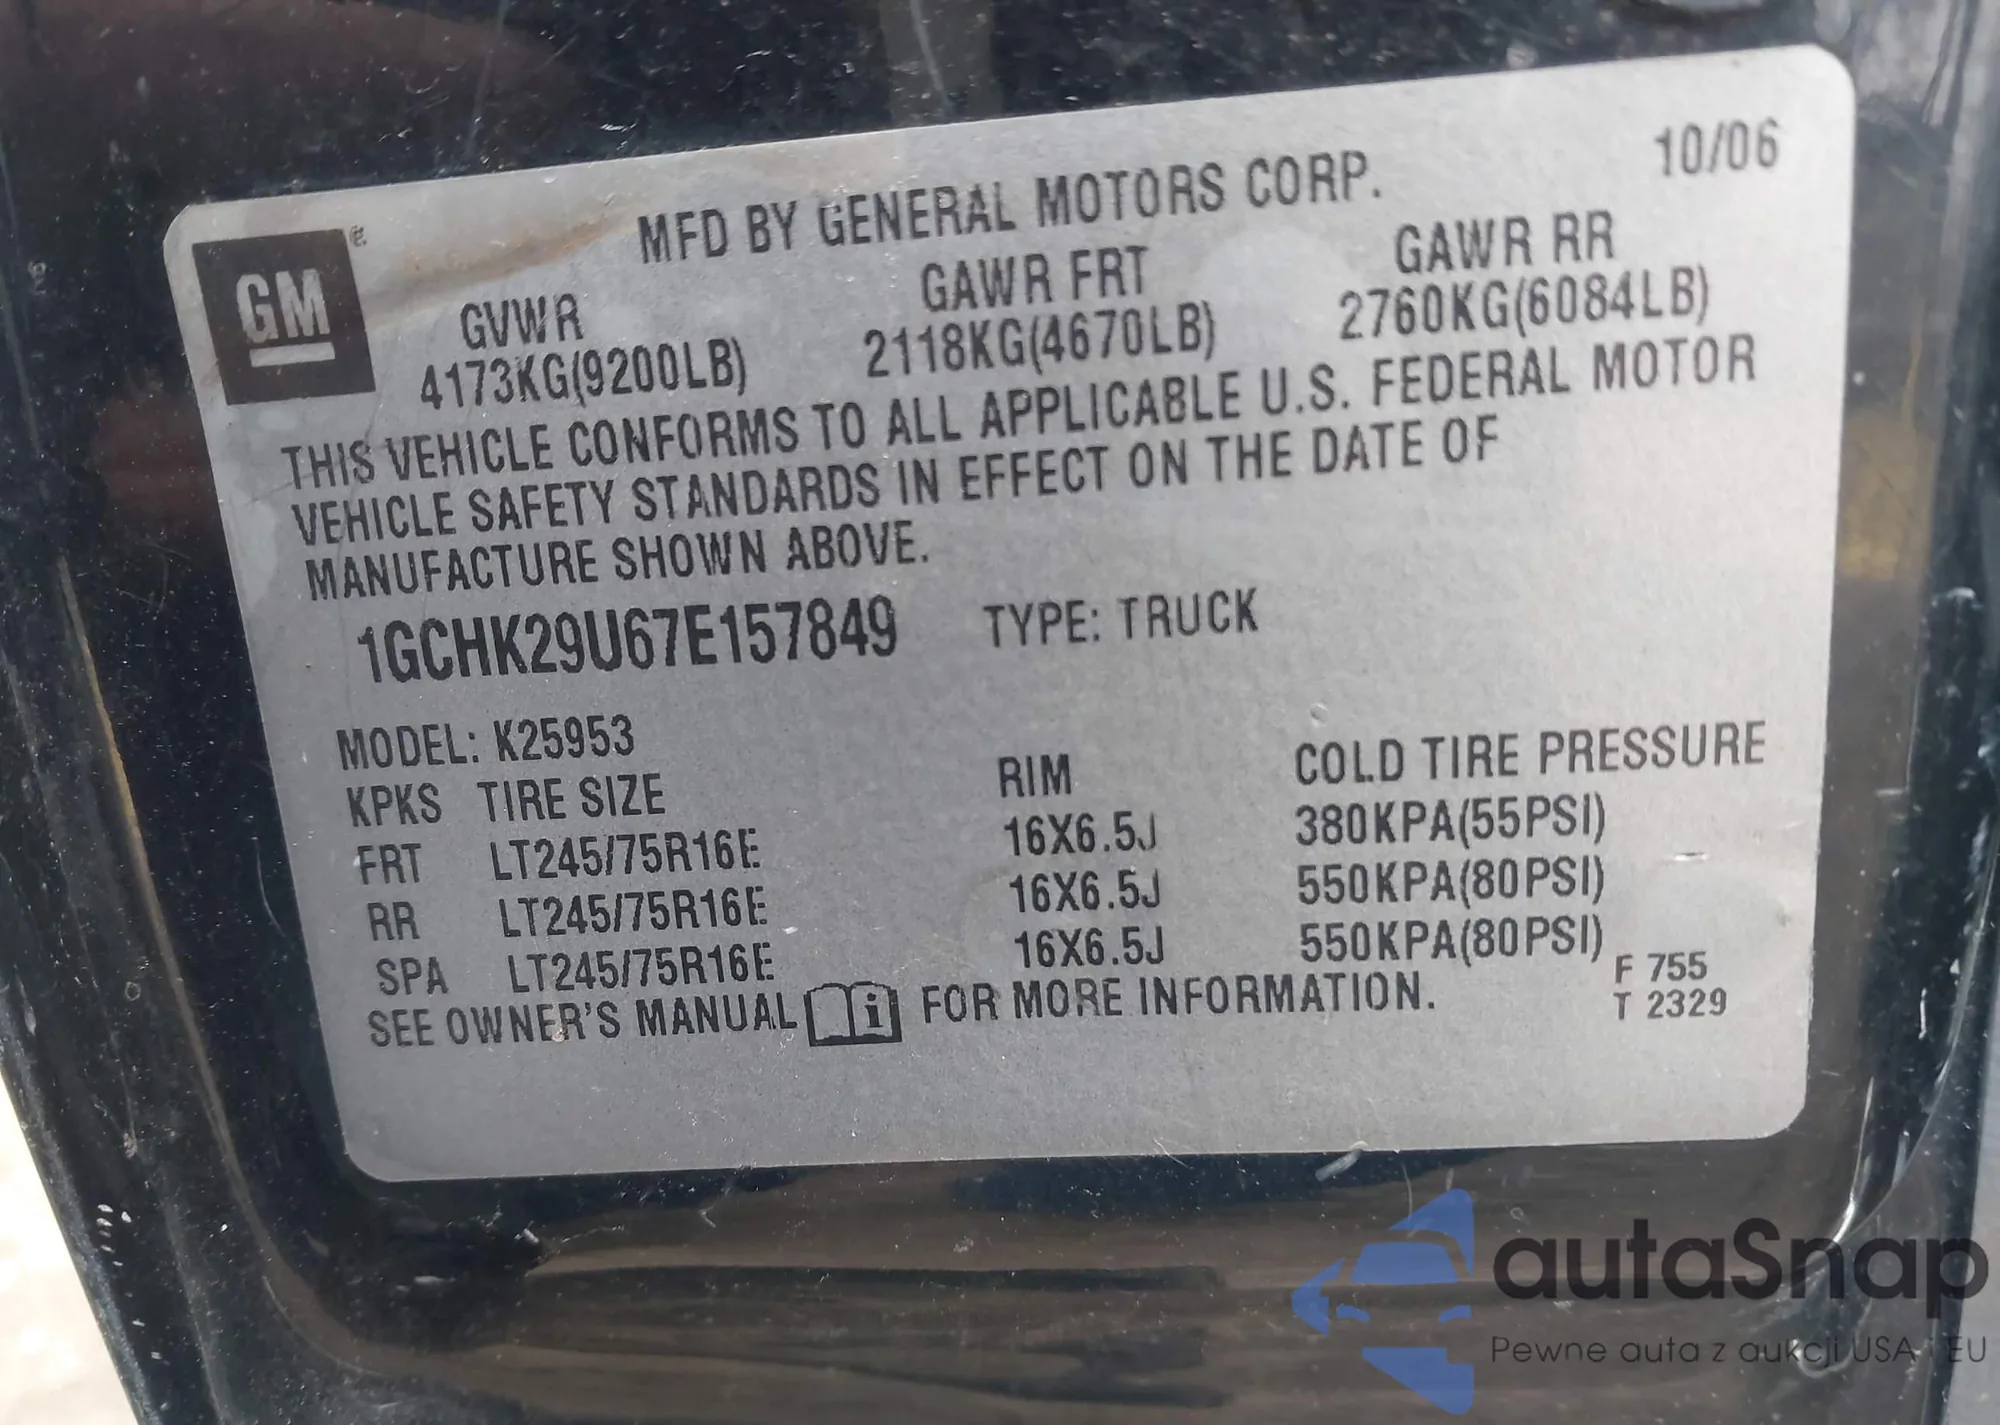 10/06
MFD BY GENERAL MOTORS CORP.
GM ®
GVWR GAWR FRT GAWR RR
4173KG(9200LB) 2118KG(4670LB) 2760KG(6084LB)
THIS VEHICLE CONFORMS TO ALL APPLICABLE U.S. FEDERAL MOTOR
VEHICLE SAFETY STANDARDS IN EFFECT ON THE DATE OF
MANUFACTURE SHOWN ABOVE.
1GCHK29U67E157849 TYPE: TRUCK
MODEL: K25953
KPKS TIRE SIZE RIM COLD TIRE PRESSURE
FRT LT245/75R16E 16X6.5J 380KPA(55PSI)
RR LT245/75R16E 16X6.5J 550KPA(80PSI)
SPA LT245/75R16E 16X6.5J 550KPA(80PSI)
SEE OWNER'S MANUAL i FOR MORE INFORMATION.
F 755
T 2329
autaSnap
Pewne auta z aukcji USA i EU